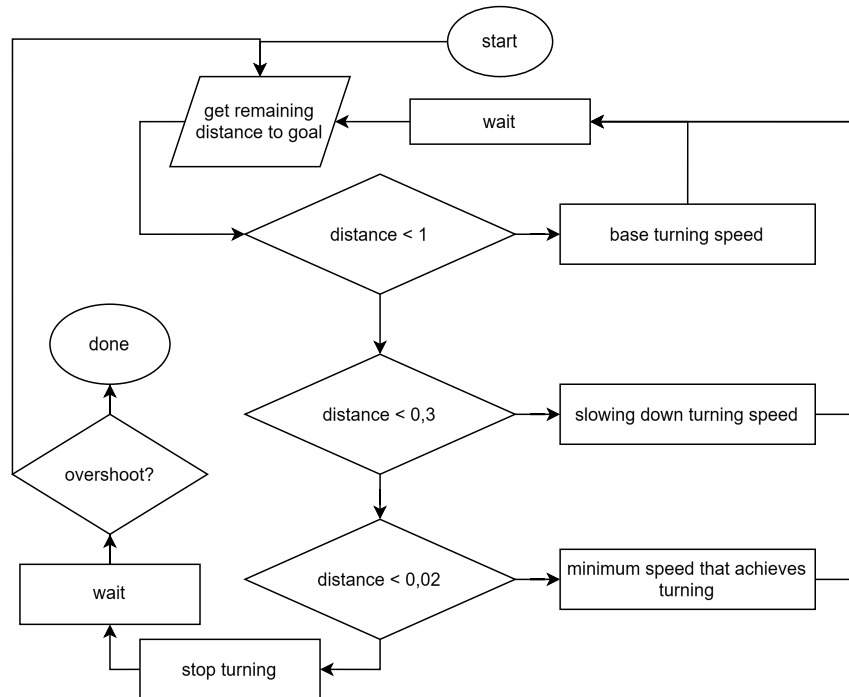 start
get remaining
distance to goal
wait
distance < 1
base turning speed
done
distance < 0,3
slowing down turning speed
overshoot?
distance < 0,02
minimum speed that achieves
turning
wait
stop turning